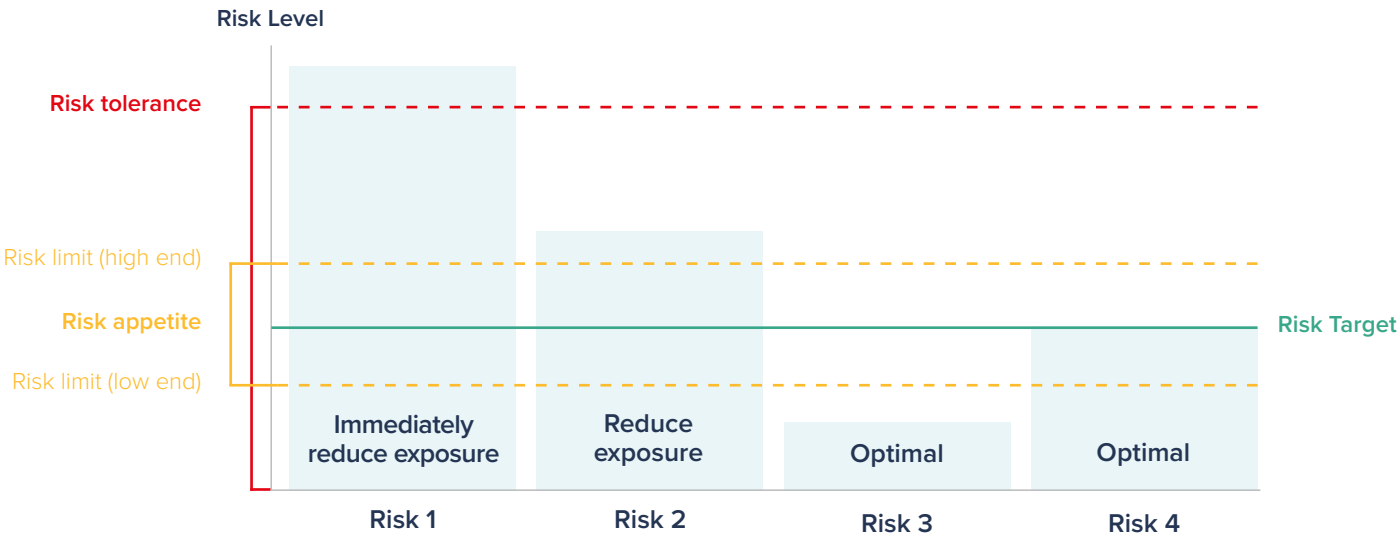 Risk Level
Risk tolerance
Risk limit (high end)
Risk appetite
Risk Target
Risk limit (low end)
Immediately
reduce exposure
Reduce
exposure
Optimal
Optimal
Risk 1
Risk 2
Risk 3
Risk 4